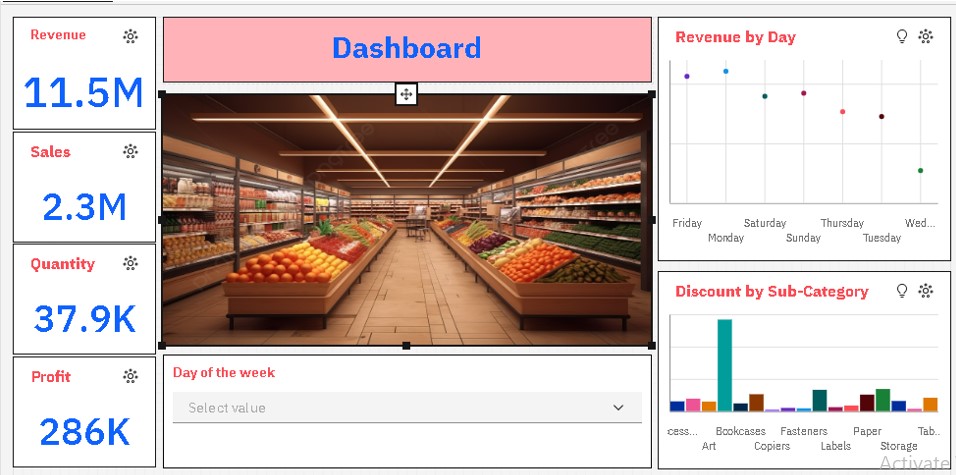 Revenue
11.5M
Sales
2.3M
Quantity
37.9K
Profit
286K
Dashboard
Day of the week
Select value
Revenue by Day
Friday
Monday
Saturday
Sunday
Thursday
Tuesday
Wed...
Discount by Sub-Category
:cess...
Art
Bookcases
Copiers
Fasteners
Labels
Paper
Storage
Tab..
Activate